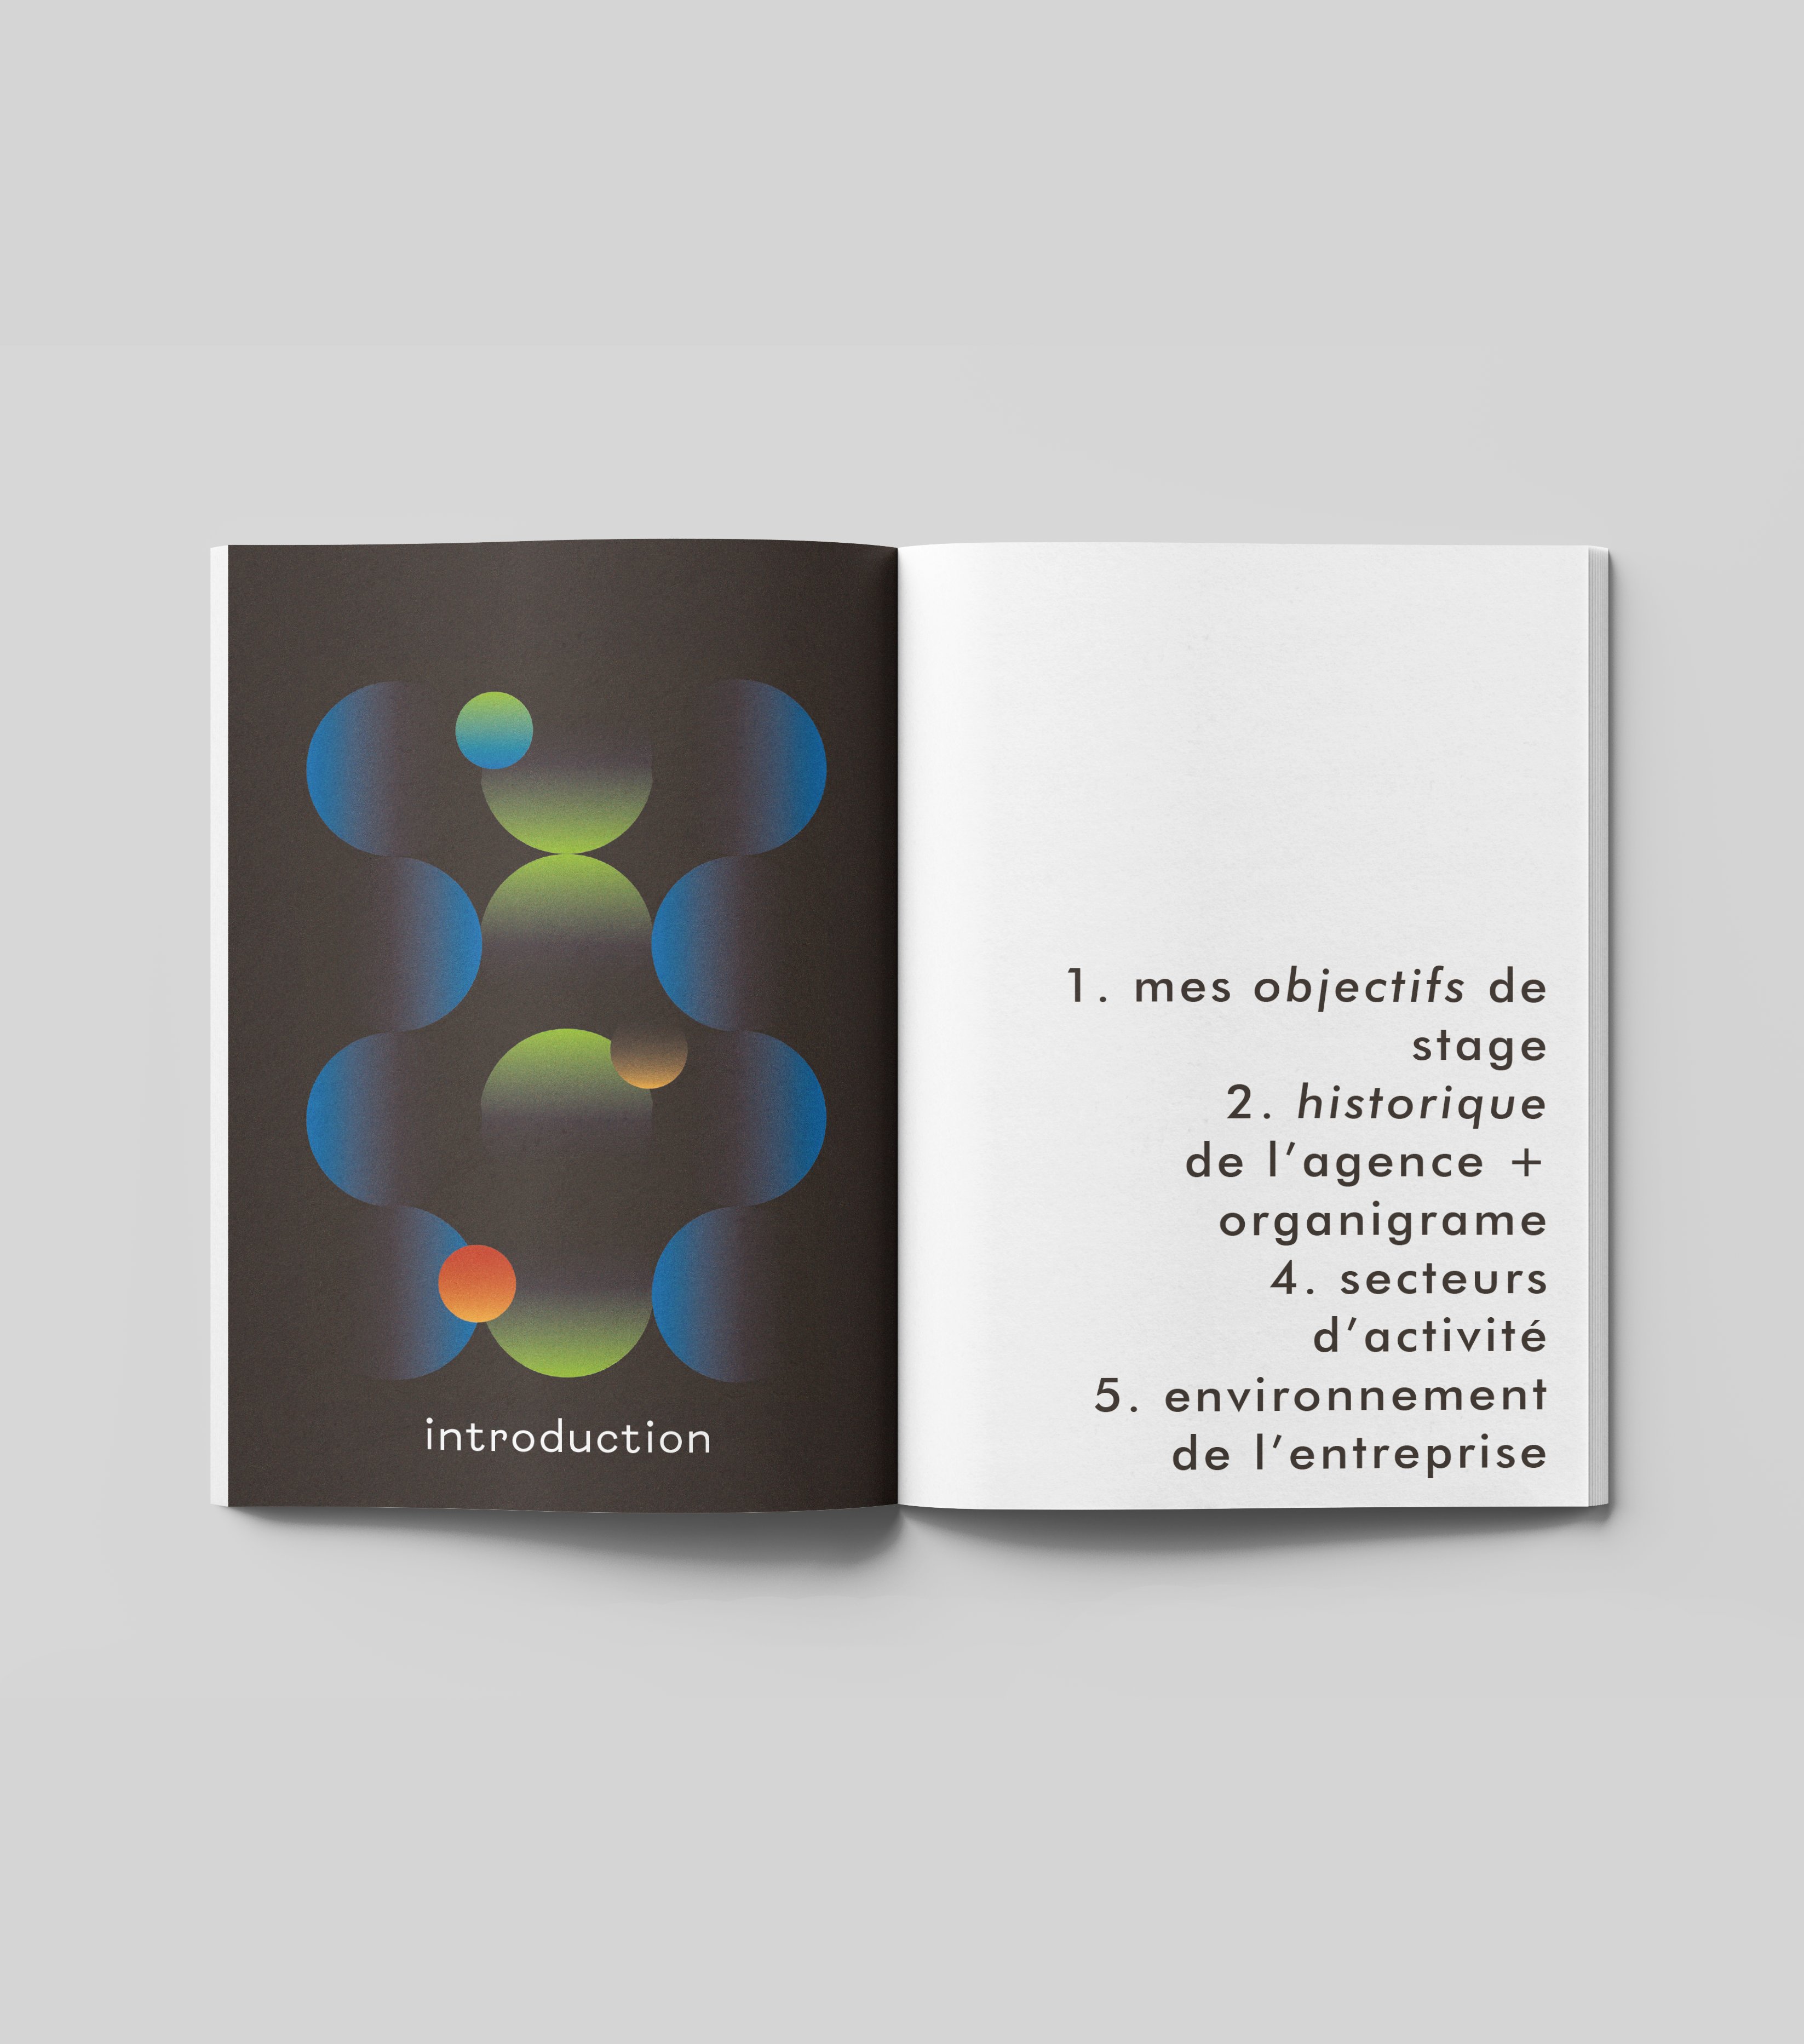 introduction
1. mes objectifs de
stage
2. historique
de l’agence +
organigrame
4. secteurs
d’activité
5. environnement
de l’entreprise